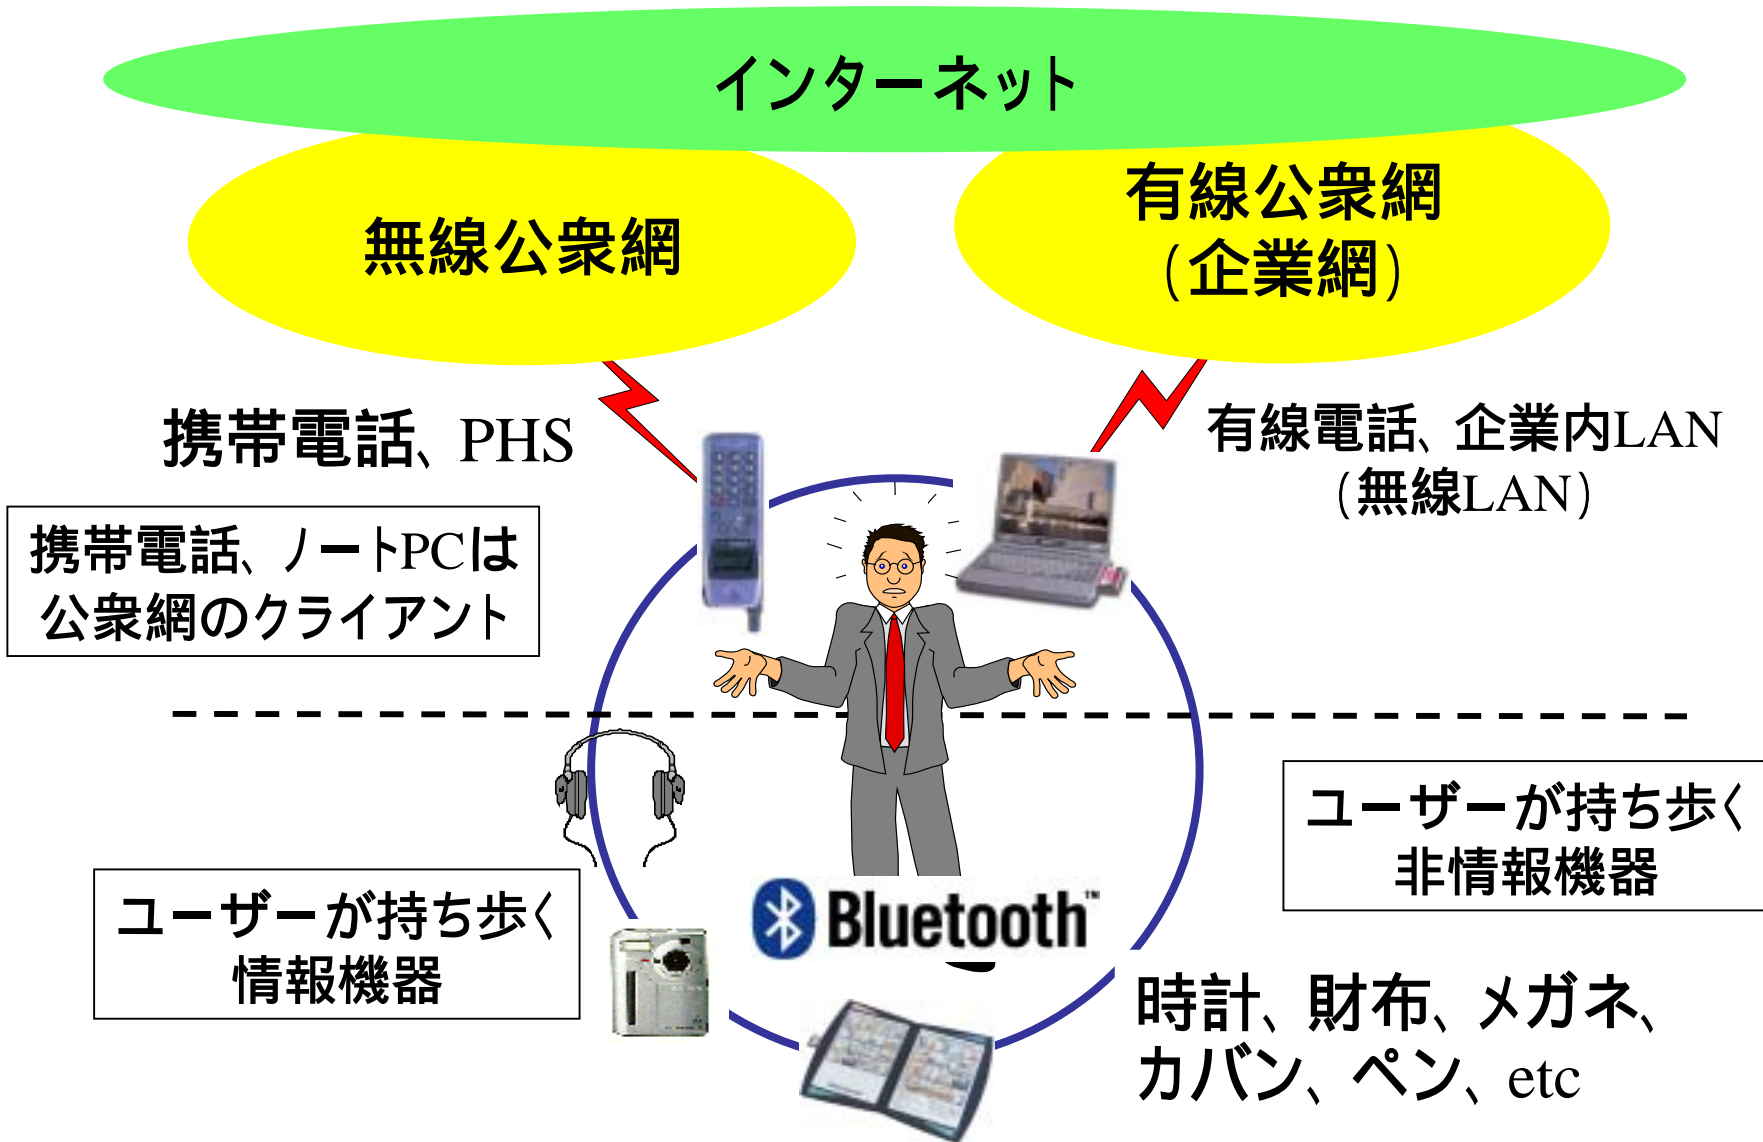 インターネット
無線公衆網
有線公衆網
(企業網)
携帯電話、PHS
有線電話、企業内LAN
(無線LAN)
携帯電話、ノートPCは
公衆網のクライアント
ユーザーが持ち歩く
非情報機器
ユーザーが持ち歩く
情報機器
Bluetooth™
時計、財布、メガネ、
カバン、ペン、etc